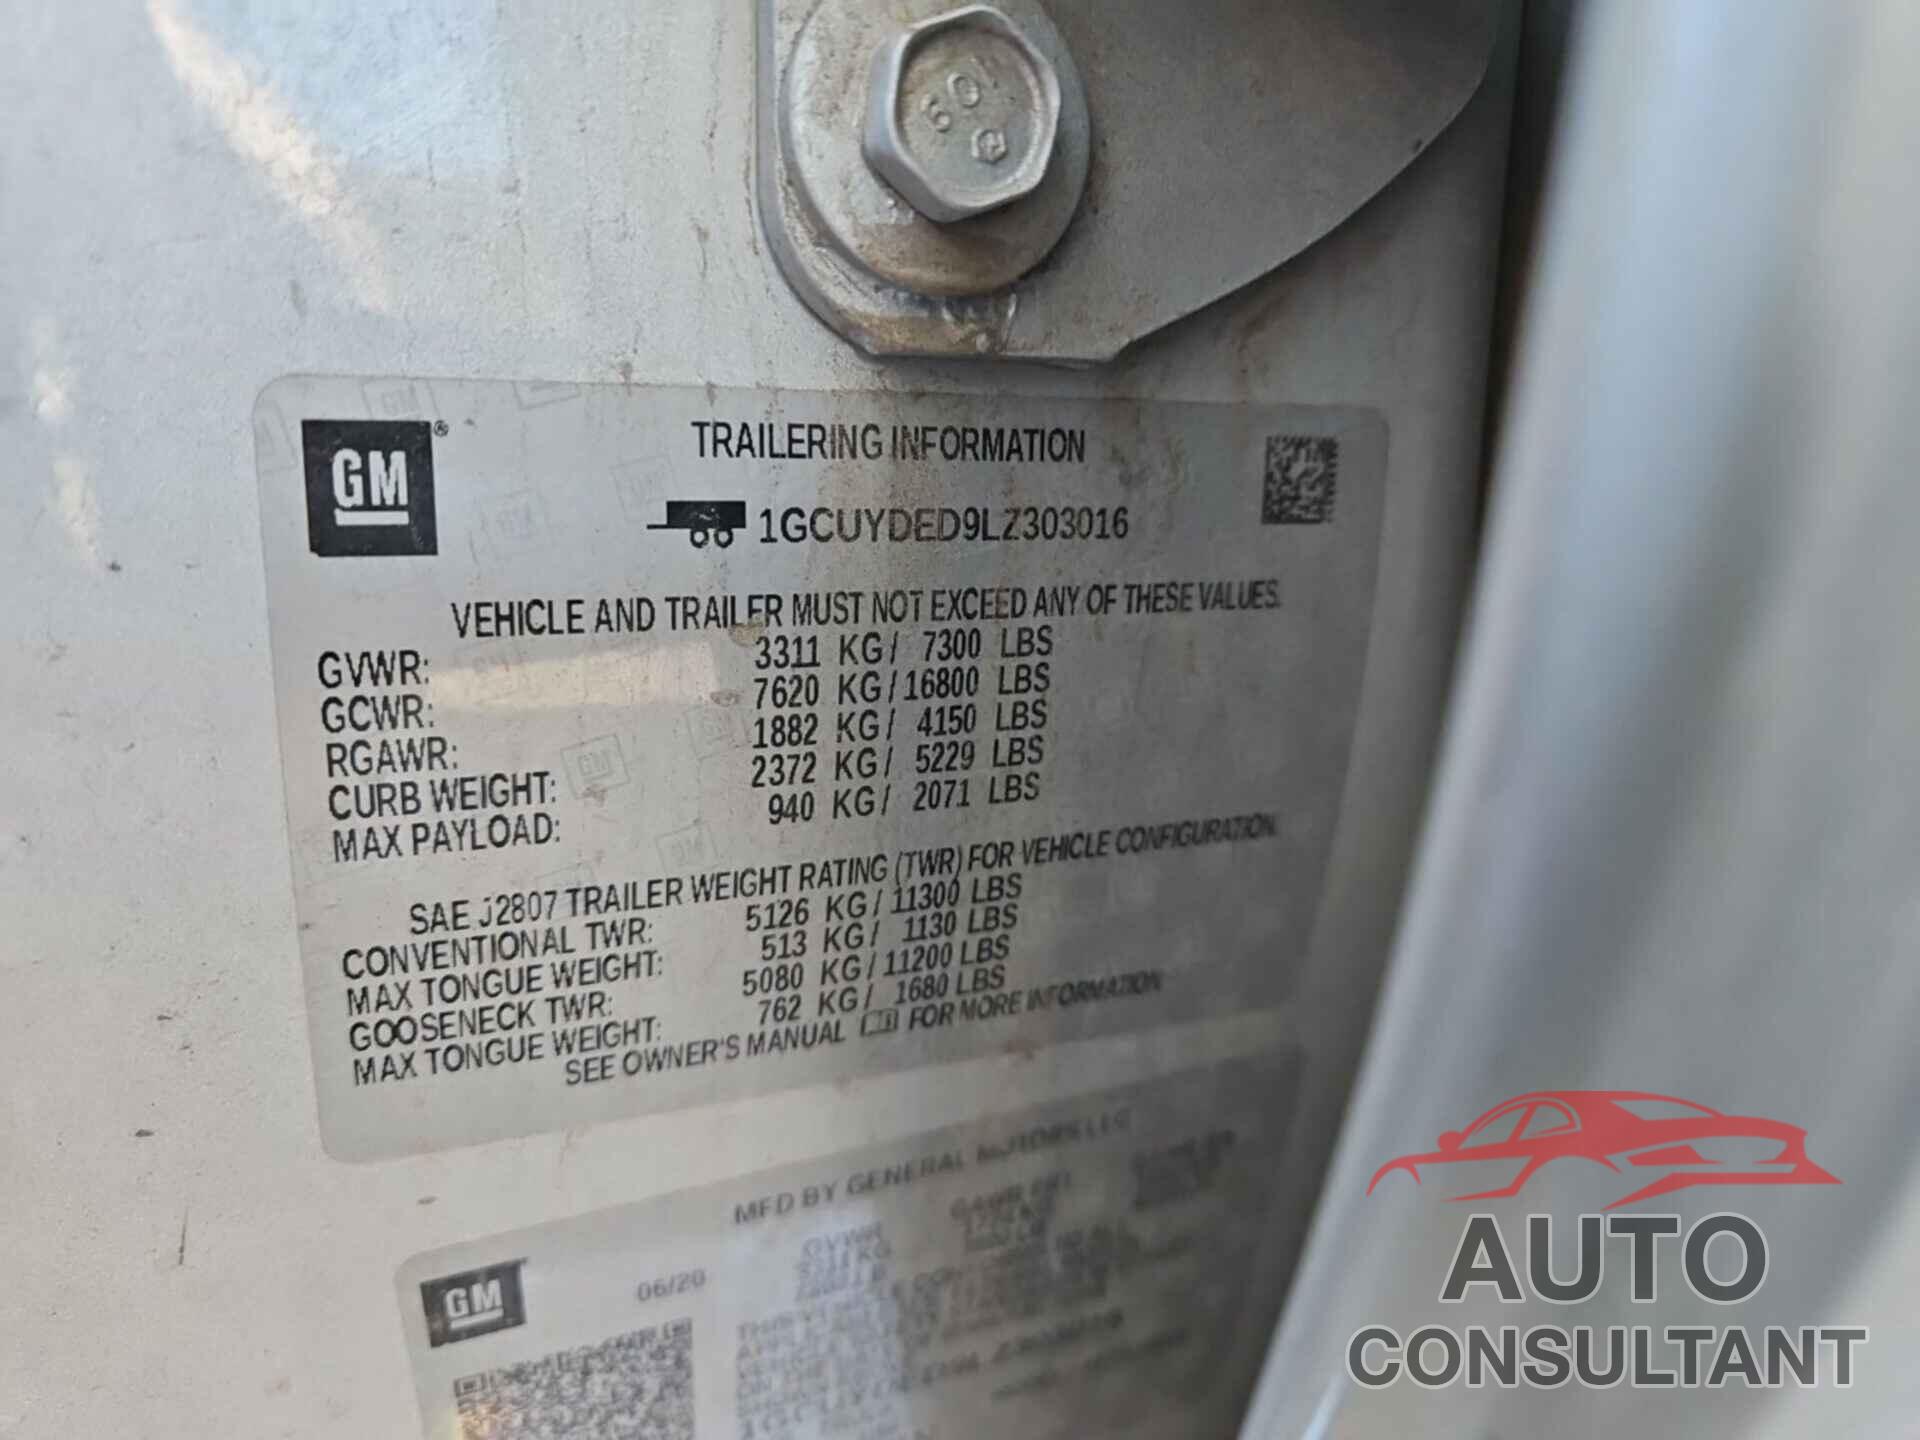 GM®
TRAILERING INFORMATION
1GCUYDED9LZ303016
VEHICLE AND TRAILER MUST NOT EXCEED ANY OF THESE VALUES.
GVWR: 3311 KG/ 7300 LBS
GCWR: 7620 KG/16800 LBS
RGAWR: 1882 KG/ 4150 LBS
CURB WEIGHT: 2372 KG/ 5229 LBS
MAX PAYLOAD: 940 KG/ 2071 LBS
SAE J2807 TRAILER WEIGHT RATING (TWR) FOR VEHICLE CONFIGURATION.
CONVENTIONAL TWR: 5126 KG/11300 LBS
MAX TONGUE WEIGHT: 513 KG/ 1130 LBS
GOOSENECK TWR: 5080 KG/11200 LBS
MAX TONGUE WEIGHT: 762 KG/ 1680 LBS
SEE OWNER'S MANUAL FOR MORE INFORMATION
MFD BY GENERAL MOTORS LLC
GM
06/20
GVWR
AUTO
CONSULTANT